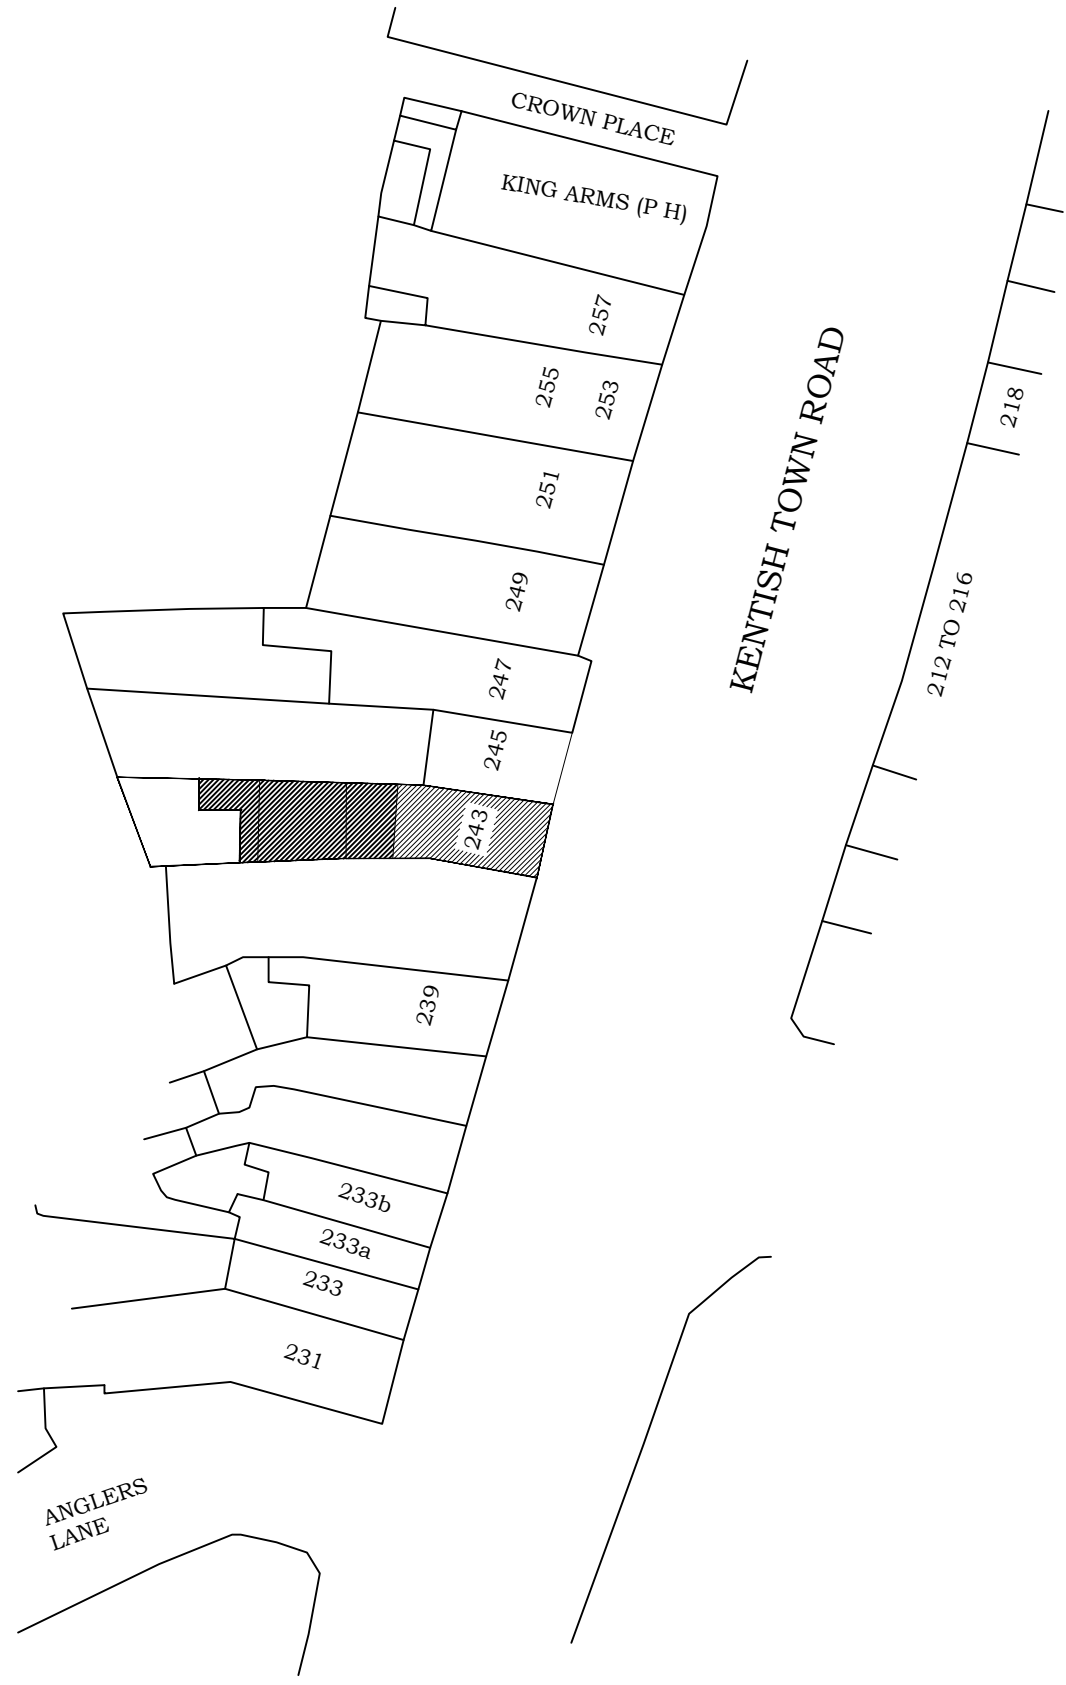 CROWN PLACE
KING ARMS (P H)
257
255
253
218
251
KENTISH TOWN ROAD
249
212 TO 216
247
245
243
239
233b
233a
233
231
ANGLERS
LANE